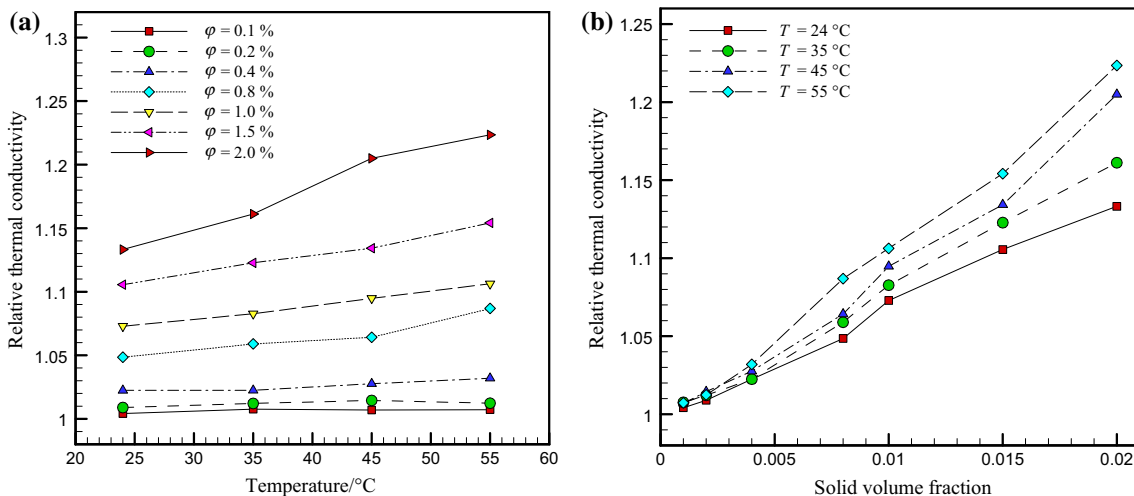 (a)
Relative thermal conductivity
1.3
1.25
1.2
1.15
1.1
1.05
1
φ = 0.1 %
φ = 0.2 %
φ = 0.4 %
φ = 0.8 %
φ = 1.0 %
φ = 1.5 %
φ = 2.0 %
20 25 30 35 40 45 50 55 60
Temperature/°C
(b)
Relative thermal conductivity
1.25
1.2
1.15
1.1
1.05
1
T = 24 °C
T = 35 °C
T = 45 °C
T = 55 °C
0 0.005 0.01 0.015 0.02
Solid volume fraction